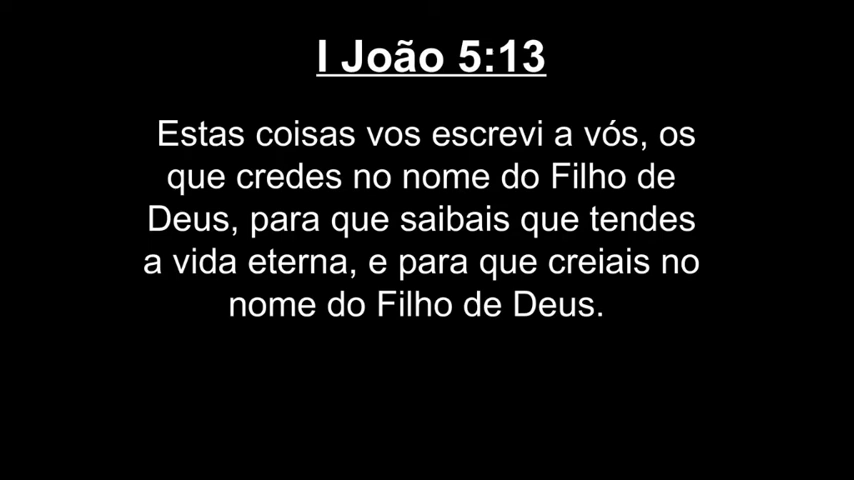 I João 5:13
Estas coisas vos escrevi a vós, os
que credes no nome do Filho de
Deus, para que saibais que tendes
a vida eterna, e para que creiais no
nome do Filho de Deus.